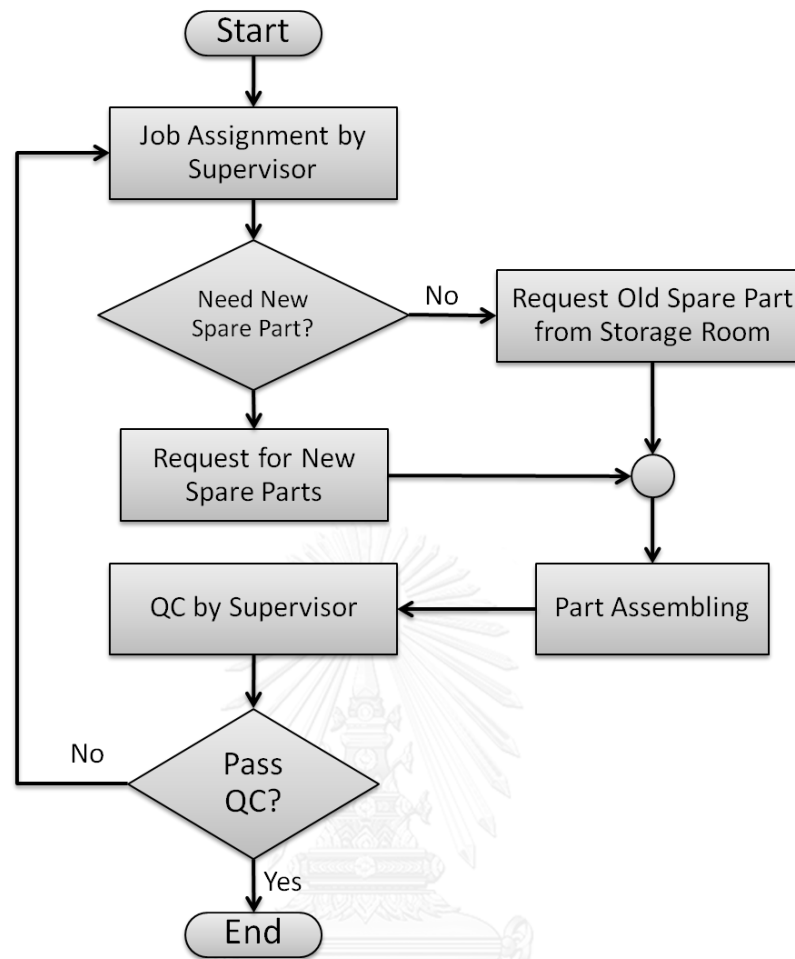 Start
Job Assignment by
Supervisor
Need New
Spare Part?
No
Request Old Spare Part
from Storage Room
Request for New
Spare Parts
QC by Supervisor
Part Assembling
No
Pass
QC?
Yes
End